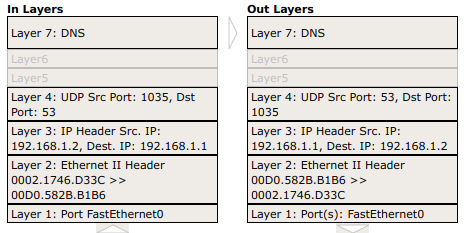 In Layers
Layer 7: DNS
Layer6
Layer5
Layer 4: UDP Src Port: 1035, Dst
Port: 53
Layer 3: IP Header Src. IP:
192.168.1.2, Dest. IP: 192.168.1.1
Layer 2: Ethernet II Header
0002.1746.D33C >>
00D0.582B.B1B6
Layer 1: Port FastEthernet0
Out Layers
Layer 7: DNS
Layer6
Layer5
Layer 4: UDP Src Port: 53, Dst Port:
1035
Layer 3: IP Header Src. IP:
192.168.1.1, Dest. IP: 192.168.1.2
Layer 2: Ethernet II Header
00D0.582B.B1B6 >>
0002.1746.D33C
Layer 1: Port(s): FastEthernet0